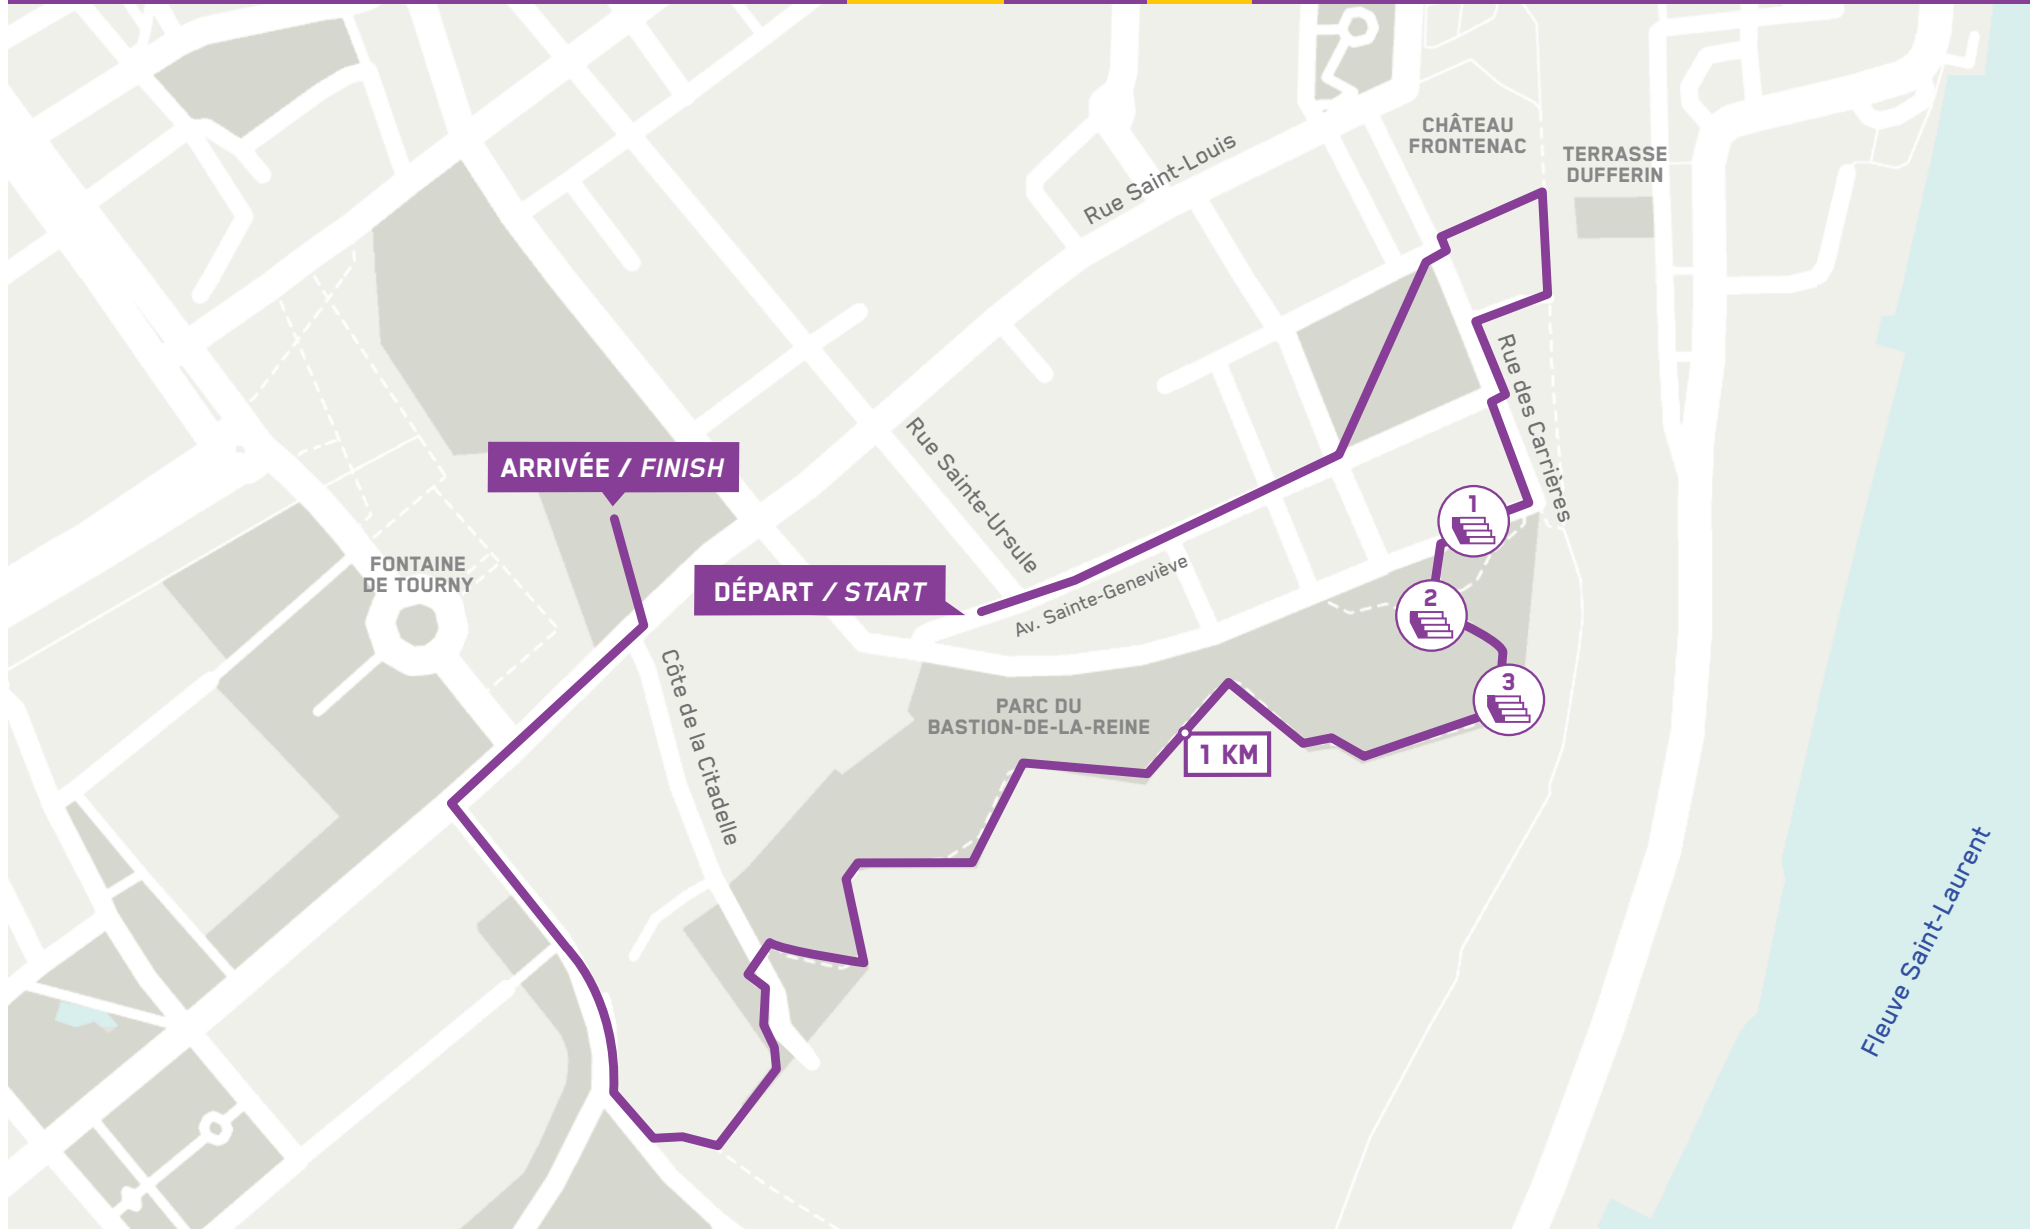 CHÂTEAU
FRONTENAC
TERRASSE
DUFFERIN
Rue Saint-Louis
Rue des Carrières
Rue Sainte-Ursule
ARRIVÉE / FINISH
1
FONTAINE
DE TOURNY
DÉPART / START
Av. Sainte-Geneviève
2
Côte de la Citadelle
3
PARC DU
BASTION-DE-LA-REINE
1 KM
Fleuve Saint-Laurent